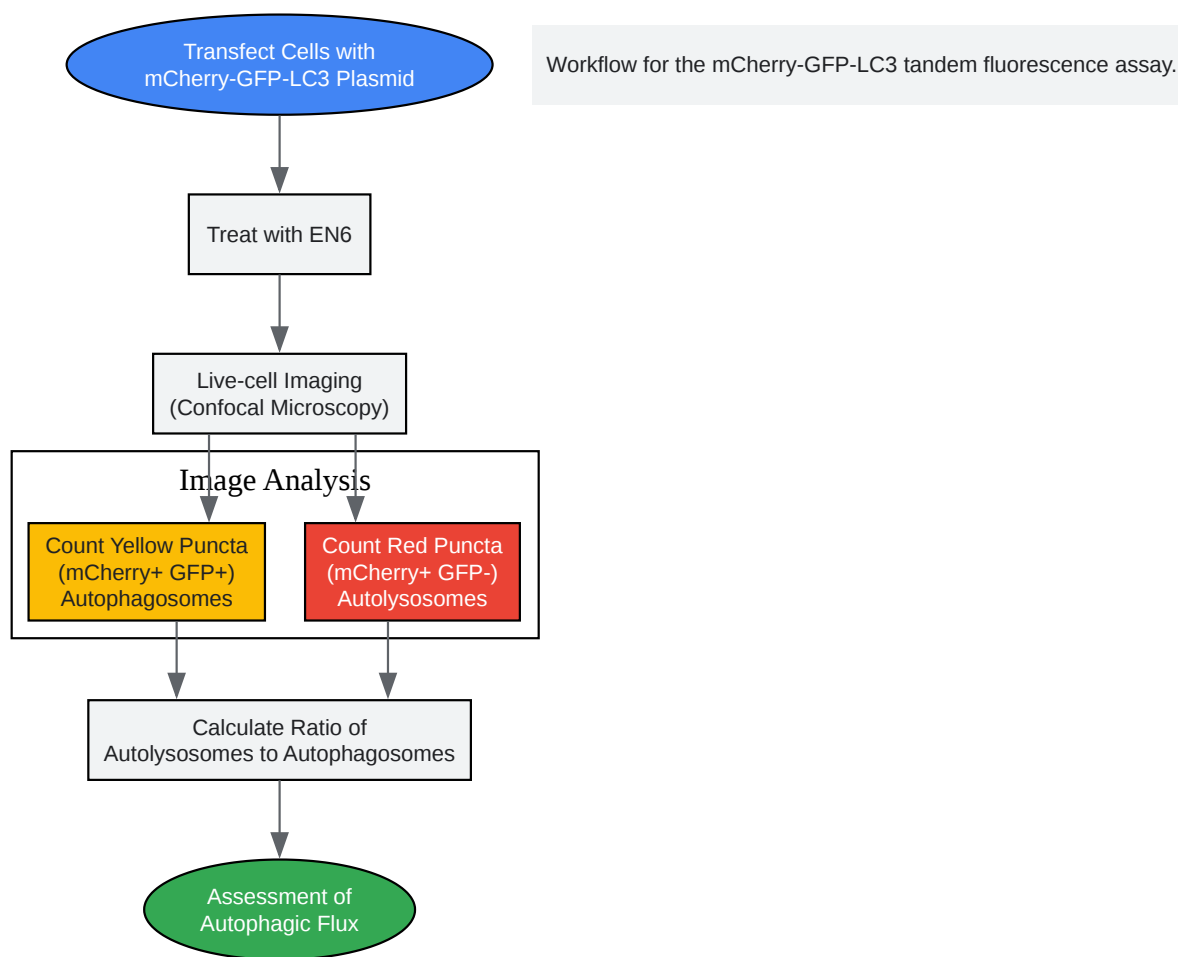 Transfect Cells with
mCherry-GFP-LC3 Plasmid
Workflow for the mCherry-GFP-LC3 tandem fluorescence assay.
Treat with EN6
Live-cell Imaging
(Confocal Microscopy)
Image Analysis
Count Yellow Puncta
(mCherry+ GFP+)
Autophagosomes
Count Red Puncta
(mCherry+ GFP-)
Autolysosomes
Calculate Ratio of
Autolysosomes to Autophagosomes
Assessment of
Autophagic Flux